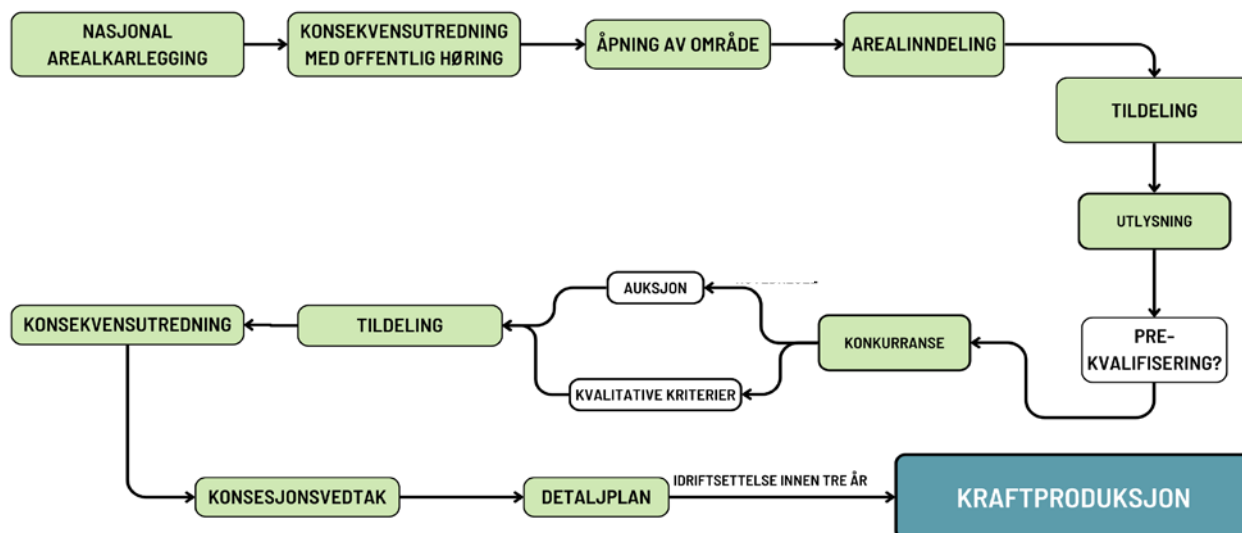 NASJONAL
AREALKARLEGGING
KONSEKVENSUTREDNING
MED OFFENTLIG HØRING
ÅPNING AV OMRÅDE
AREALINNDELING
TILDELING
UTLYSNING
PRE-
KVALIFISERING?
KONKURRANSE
AUKSJON
KVALITATIVE KRITERIER
TILDELING
KONSEKVENSUTREDNING
KONSESJONSVEDTAK
DETALJPLAN
IDRIFTSETTELSE INNEN TRE ÅR
KRAFTPRODUKSJON